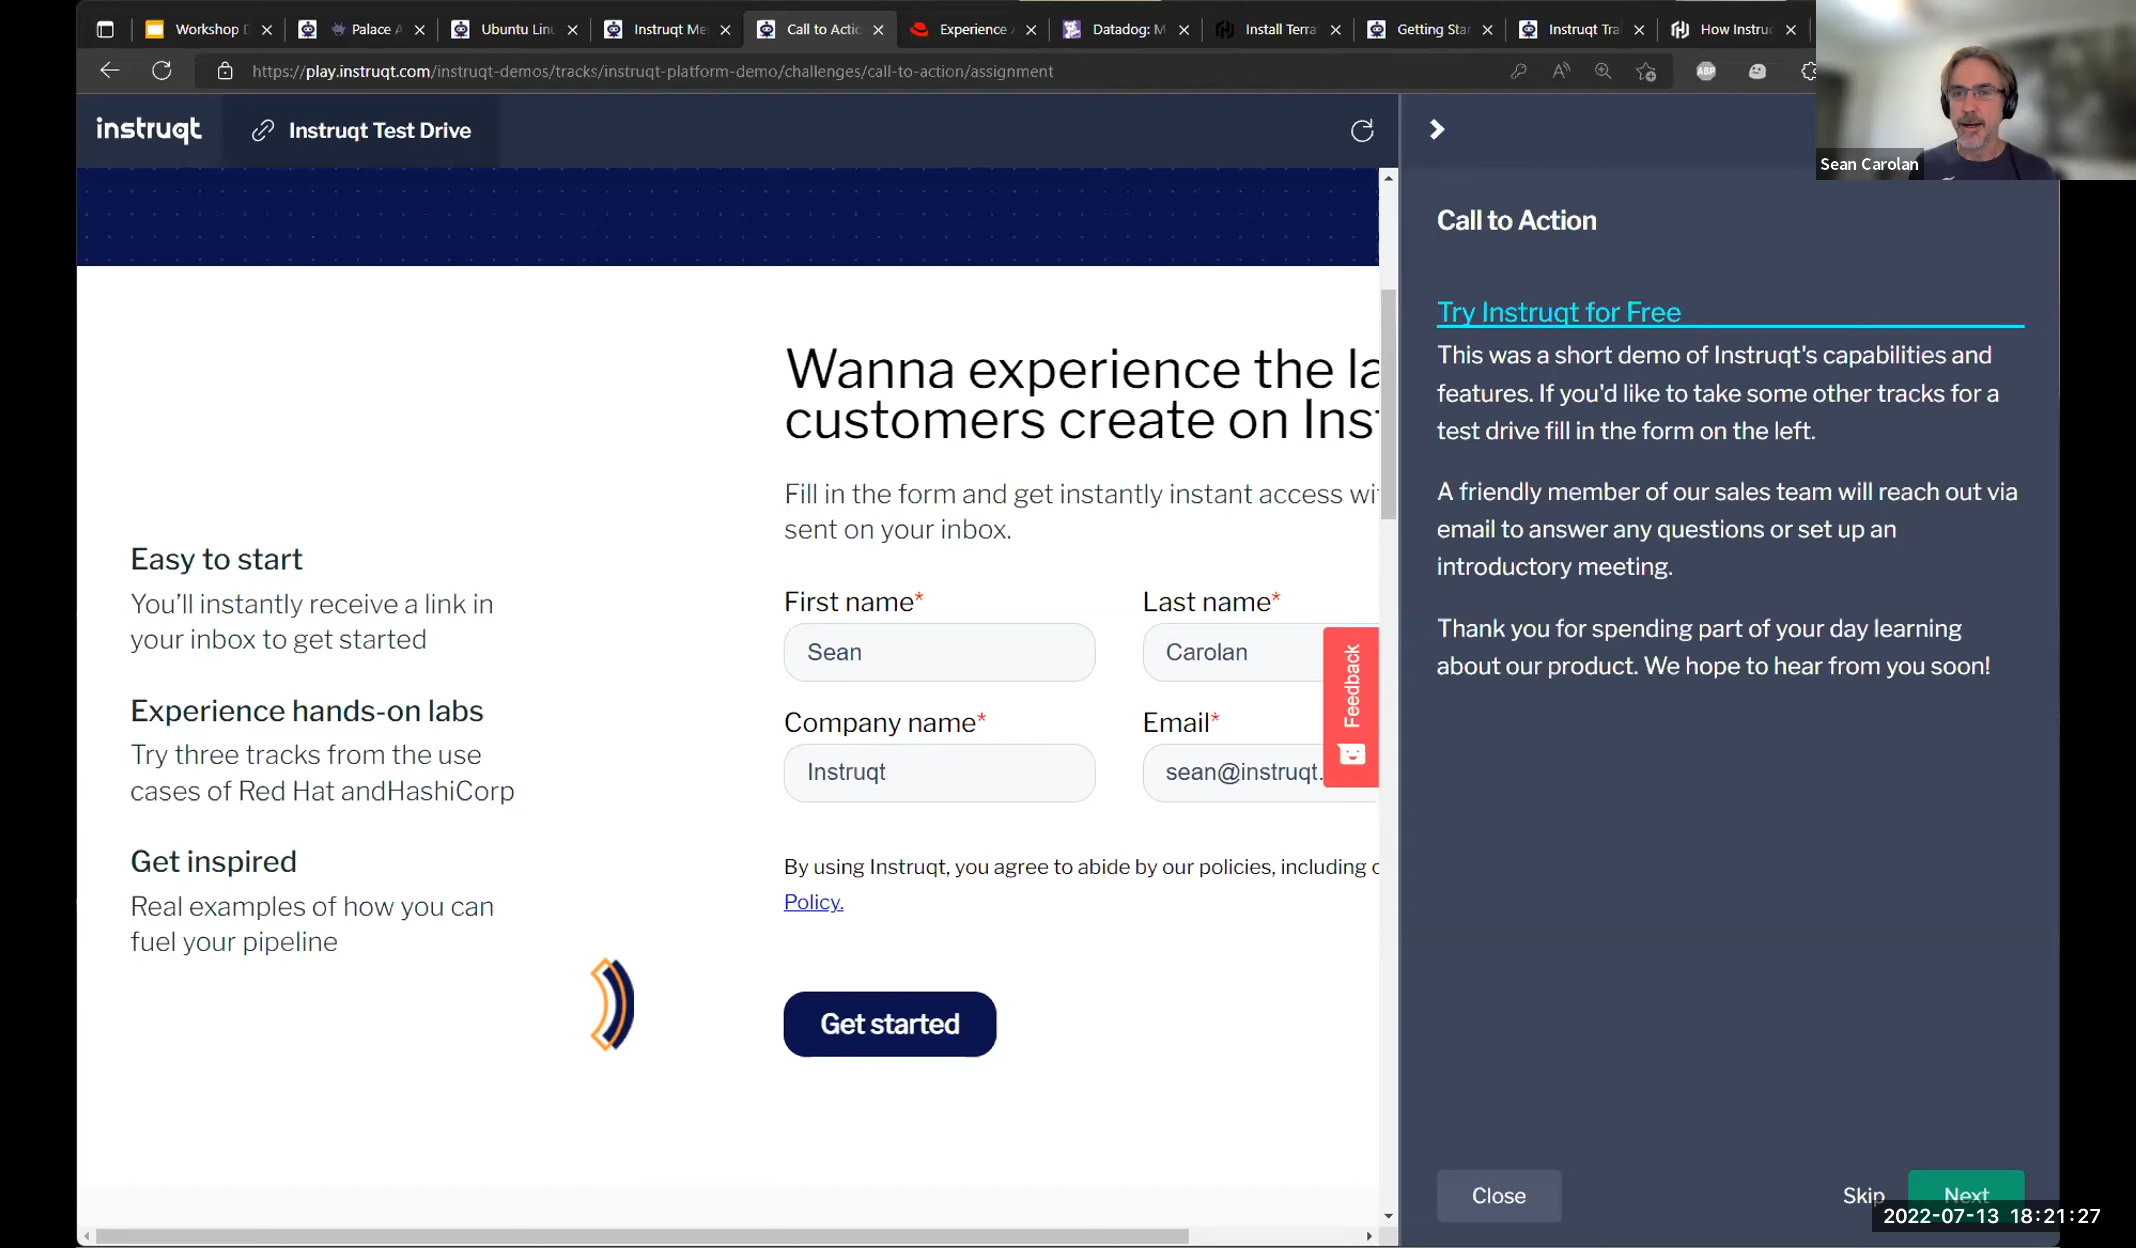 Workshop D
Palace A
Ubuntu Linu
Instruqt Me
Call to Actic
Experience A
Datadog: M
Install Terra
Getting Star
Instruqt Tra
How Instruc
https://play.instruqt.com/instruqt-demos/tracks/instruqt-platform-demo/challenges/call-to-action/assignment
ABP
Sean Carolan
instruqt
Instruqt Test Drive
Wanna experience the la
customers create on Inst
Fill in the form and get instantly instant access wi
sent on your inbox.
Easy to start
You'll instantly receive a link in
your inbox to get started
Experience hands-on labs
Try three tracks from the use
cases of Red Hat andHashiCorp
Get inspired
Real examples of how you can
fuel your pipeline
First name*
Last name*
Sean
Carolan
Company name*
Email*
Instruqt
sean@instruqt.
Feedback
By using Instruqt, you agree to abide by our policies, including c
Policy.
Get started
Call to Action
Try Instruqt for Free
This was a short demo of Instruqt's capabilities and
features. If you'd like to take some other tracks for a
test drive fill in the form on the left.
A friendly member of our sales team will reach out via
email to answer any questions or set up an
introductory meeting.
Thank you for spending part of your day learning
about our product. We hope to hear from you soon!
Close
Skip
Next
2022-07-13 18:21:27